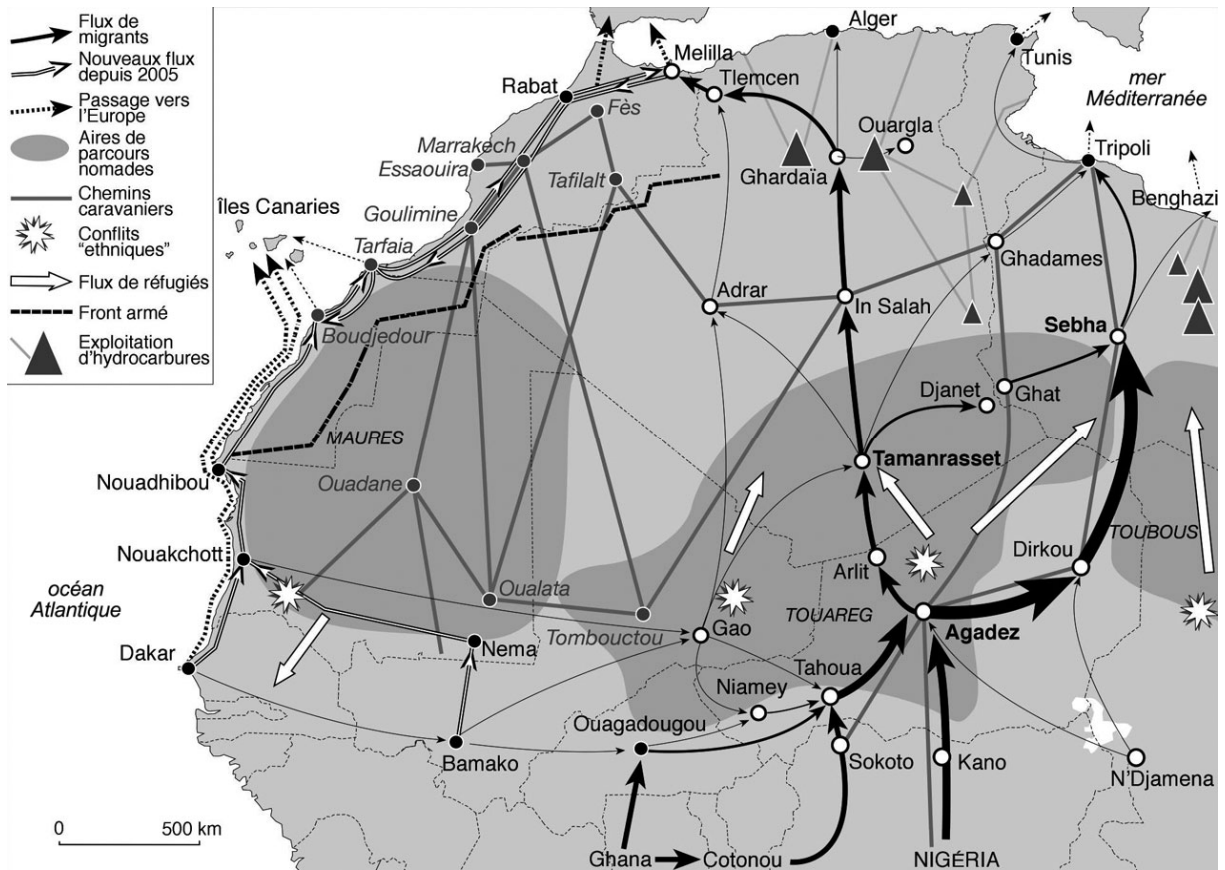 Flux de
migrants
Nouveaux flux
depuis 2005
Passage vers
l'Europe
Aires de
parcours
nomades
Chemins
caravaniers
Conflits
"ethniques"
Flux de réfugiés
Front armé
Exploitation
d'hydrocarbures
Alger
Tunis
Melilla
Tlemcen
Rabat
mer
Méditerranée
Fès
Ouargla
Marrakech
Essaouira
Ghardaïa
Tripoli
Tafilalt
Benghazi
îles Canaries
Goulimine
Tarfaia
Ghadames
Adrar
In Salah
Boudjedour
Sebha
Djanet
Ghat
MAURES
Tamanrasset
Nouadhibou
Ouadane
TOUBOUS
Nouakchott
Dirkou
Arlit
océan
Atlantique
Oualata
TOUAREG
Tombouctou
Gao
Agadez
Dakar
Nema
Tahoua
Niamey
Ouagadougou
Bamako
Sokoto
Kano
N'Djamena
0 500 km
Ghana
Cotonou
NIGÉRIA